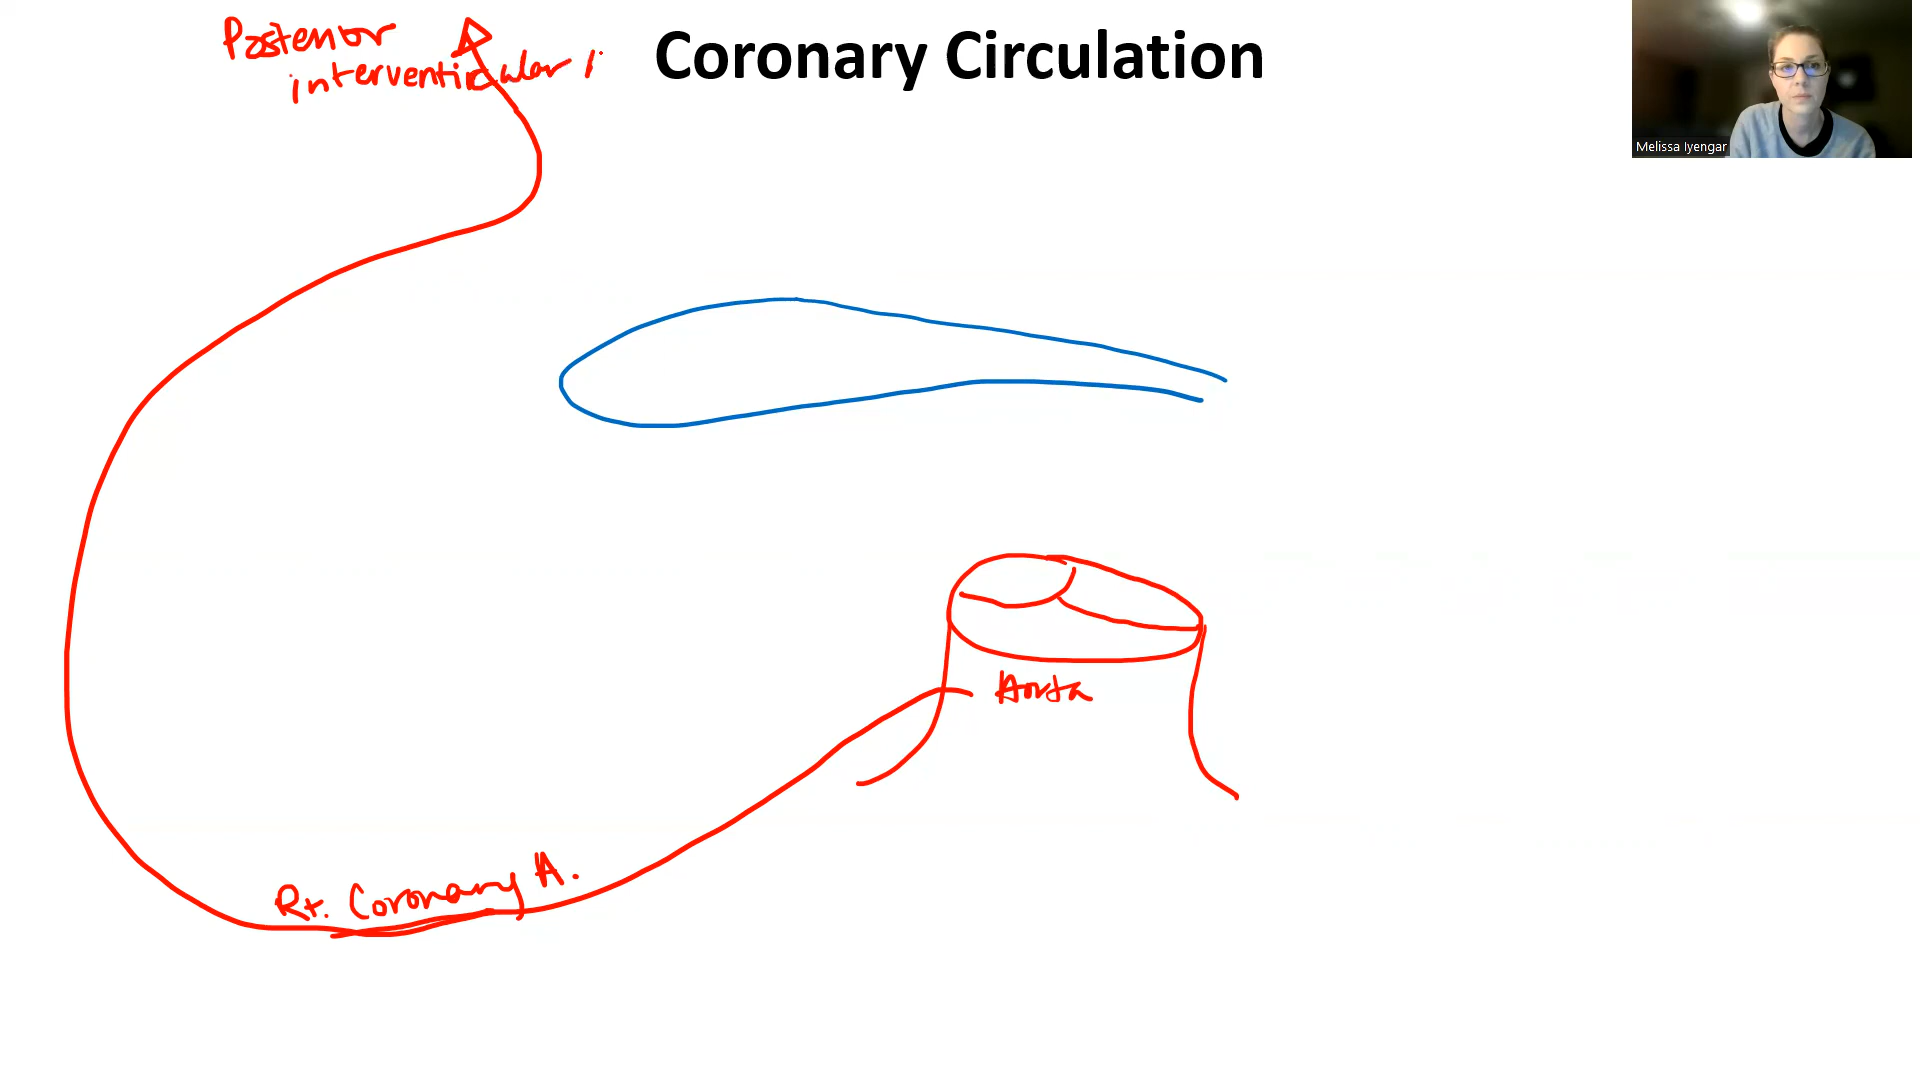 Posterior
interventricular
Coronary Circulation
Melissa Iyengar
Aorta
Rt. Coronary A.